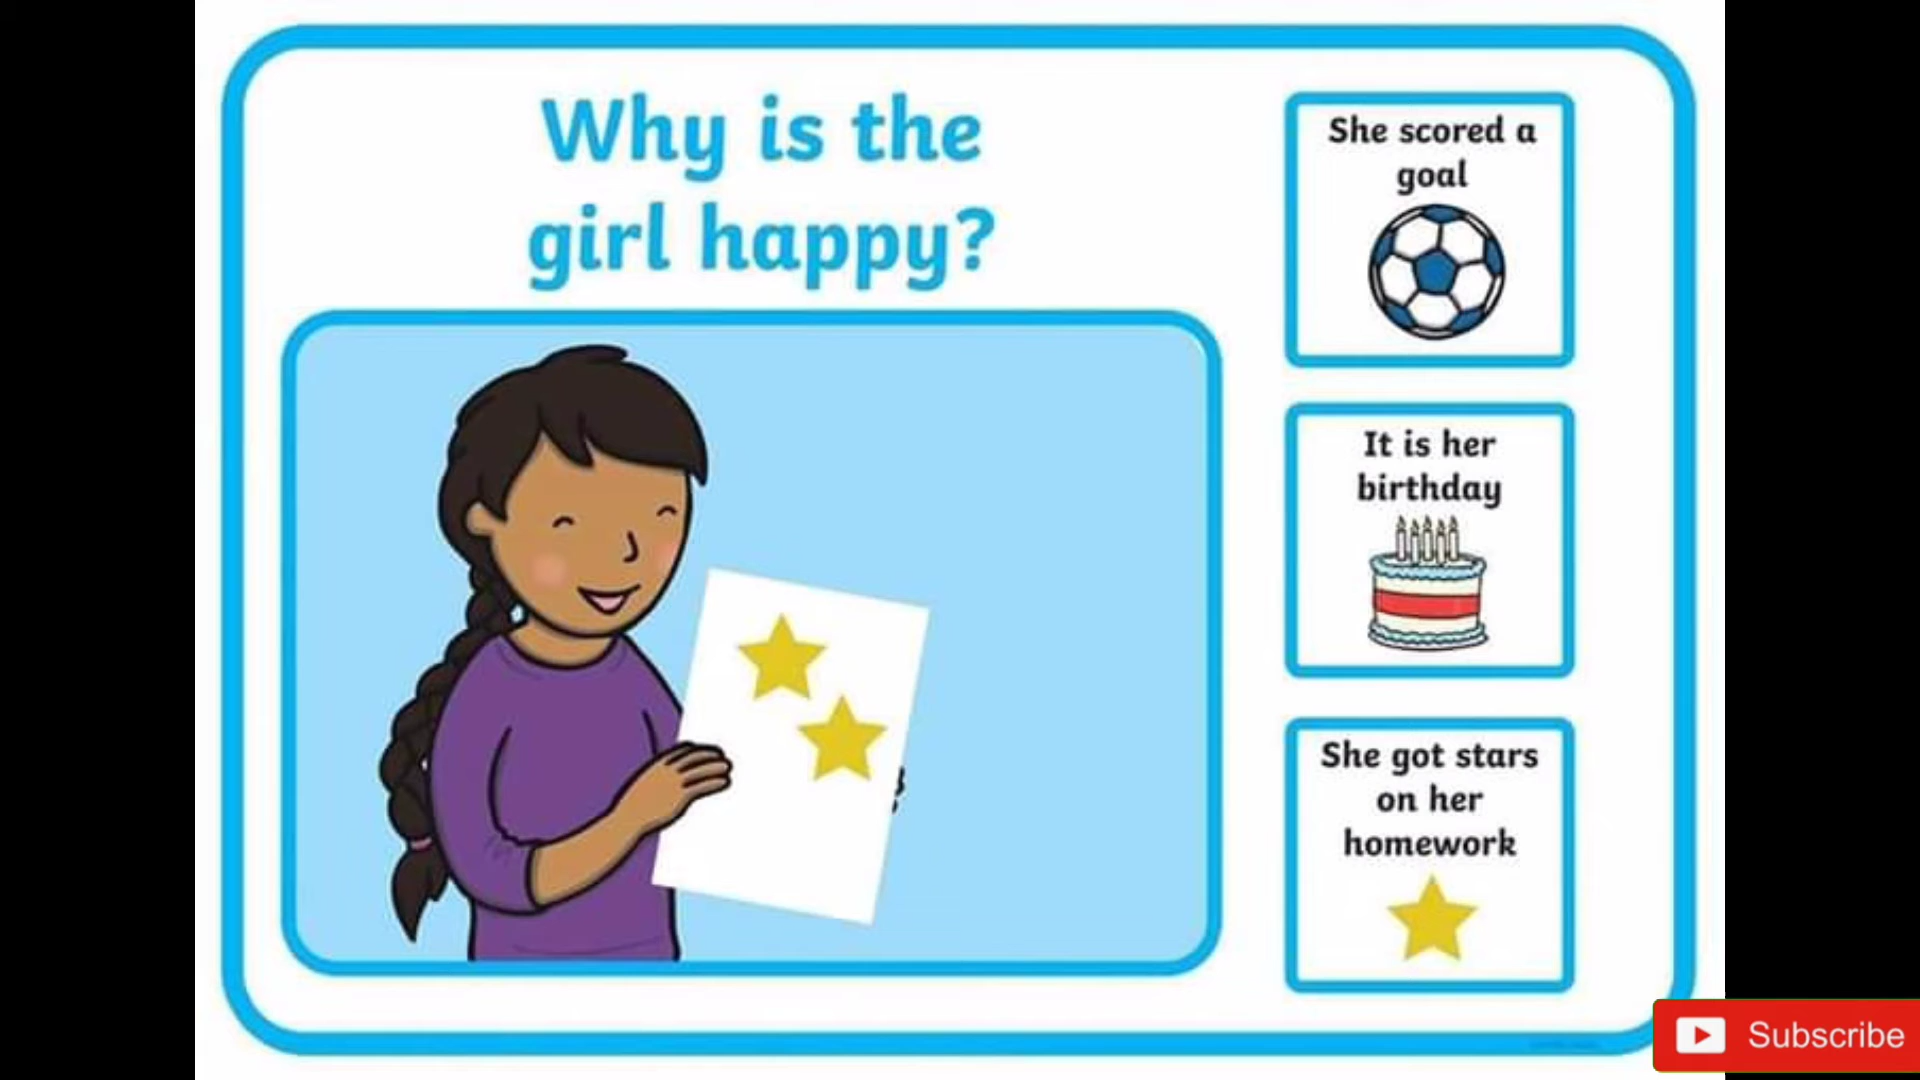 Why is the
girl happy?
She scored a
goal
It is her
birthday
She got stars
on her
homework
Subscribe